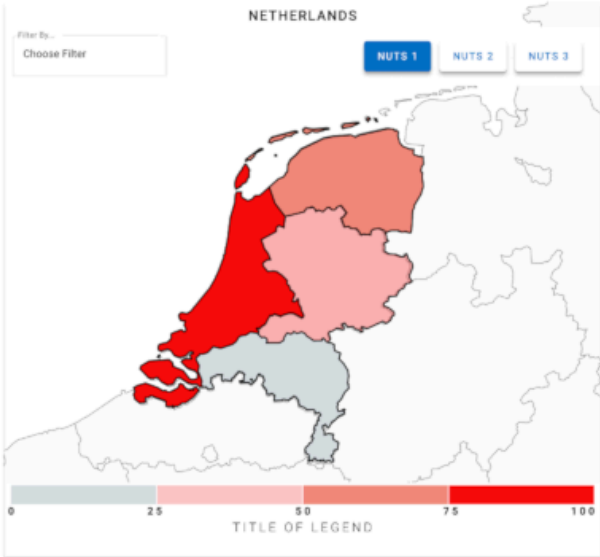 NETHERLANDS
Filter By...
Choose Filter
NUTS 1 NUTS 2 NUTS 3
0 25 50 75 100
TITLE OF LEGEND